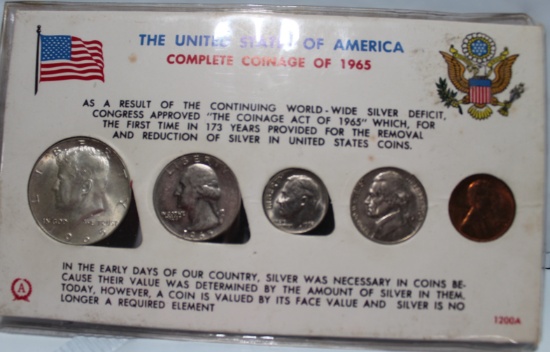 THE UNITED STATES OF AMERICA
COMPLETE COINAGE OF 1965
AS A RESULT OF THE CONTINUING WORLD-WIDE SILVER DEFICIT,
CONGRESS APPROVED "THE COINAGE ACT OF 1965" WHICH, FOR
THE FIRST TIME IN 173 YEARS PROVIDED FOR THE REMOVAL
AND REDUCTION OF SILVER IN UNITED STATES COINS.
LIBERTY
IN THE EARLY DAYS OF OUR COUNTRY, SILVER WAS NECESSARY IN COINS BE-
CAUSE THEIR VALUE WAS DETERMINED BY THE AMOUNT OF SILVER IN THEM,
TODAY, HOWEVER, A COIN IS VALUED BY ITS FACE VALUE AND SILVER IS NO
LONGER A REQUIRED ELEMENT
A
1200A